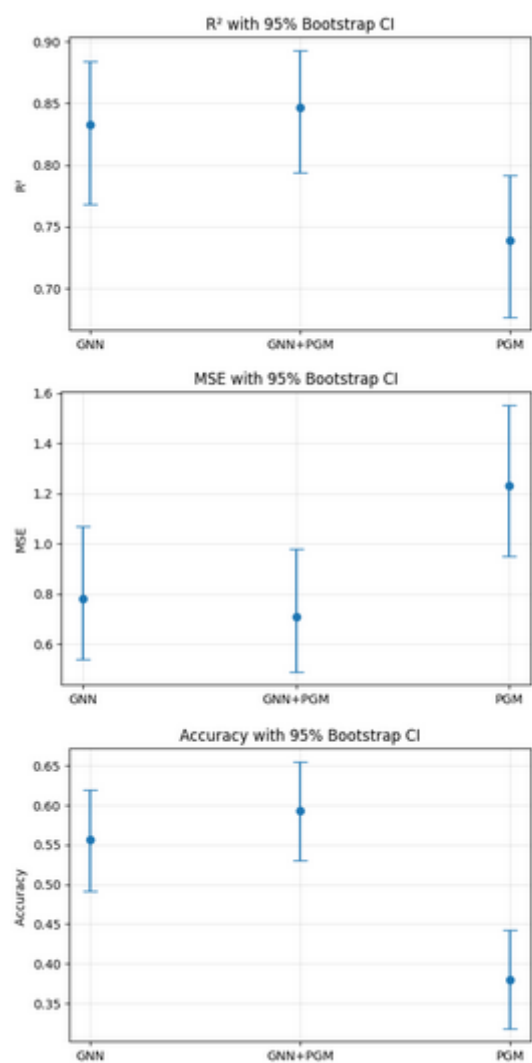 R² with 95% Bootstrap CI
0.90
0.85
0.80
0.75
0.70
R²
GNN GNN+PGM PGM
MSE with 95% Bootstrap CI
1.6
1.4
1.2
1.0
0.8
0.6
MSE
GNN GNN+PGM PGM
Accuracy with 95% Bootstrap CI
0.65
0.60
0.55
0.50
0.45
0.40
0.35
Accuracy
GNN GNN+PGM PGM